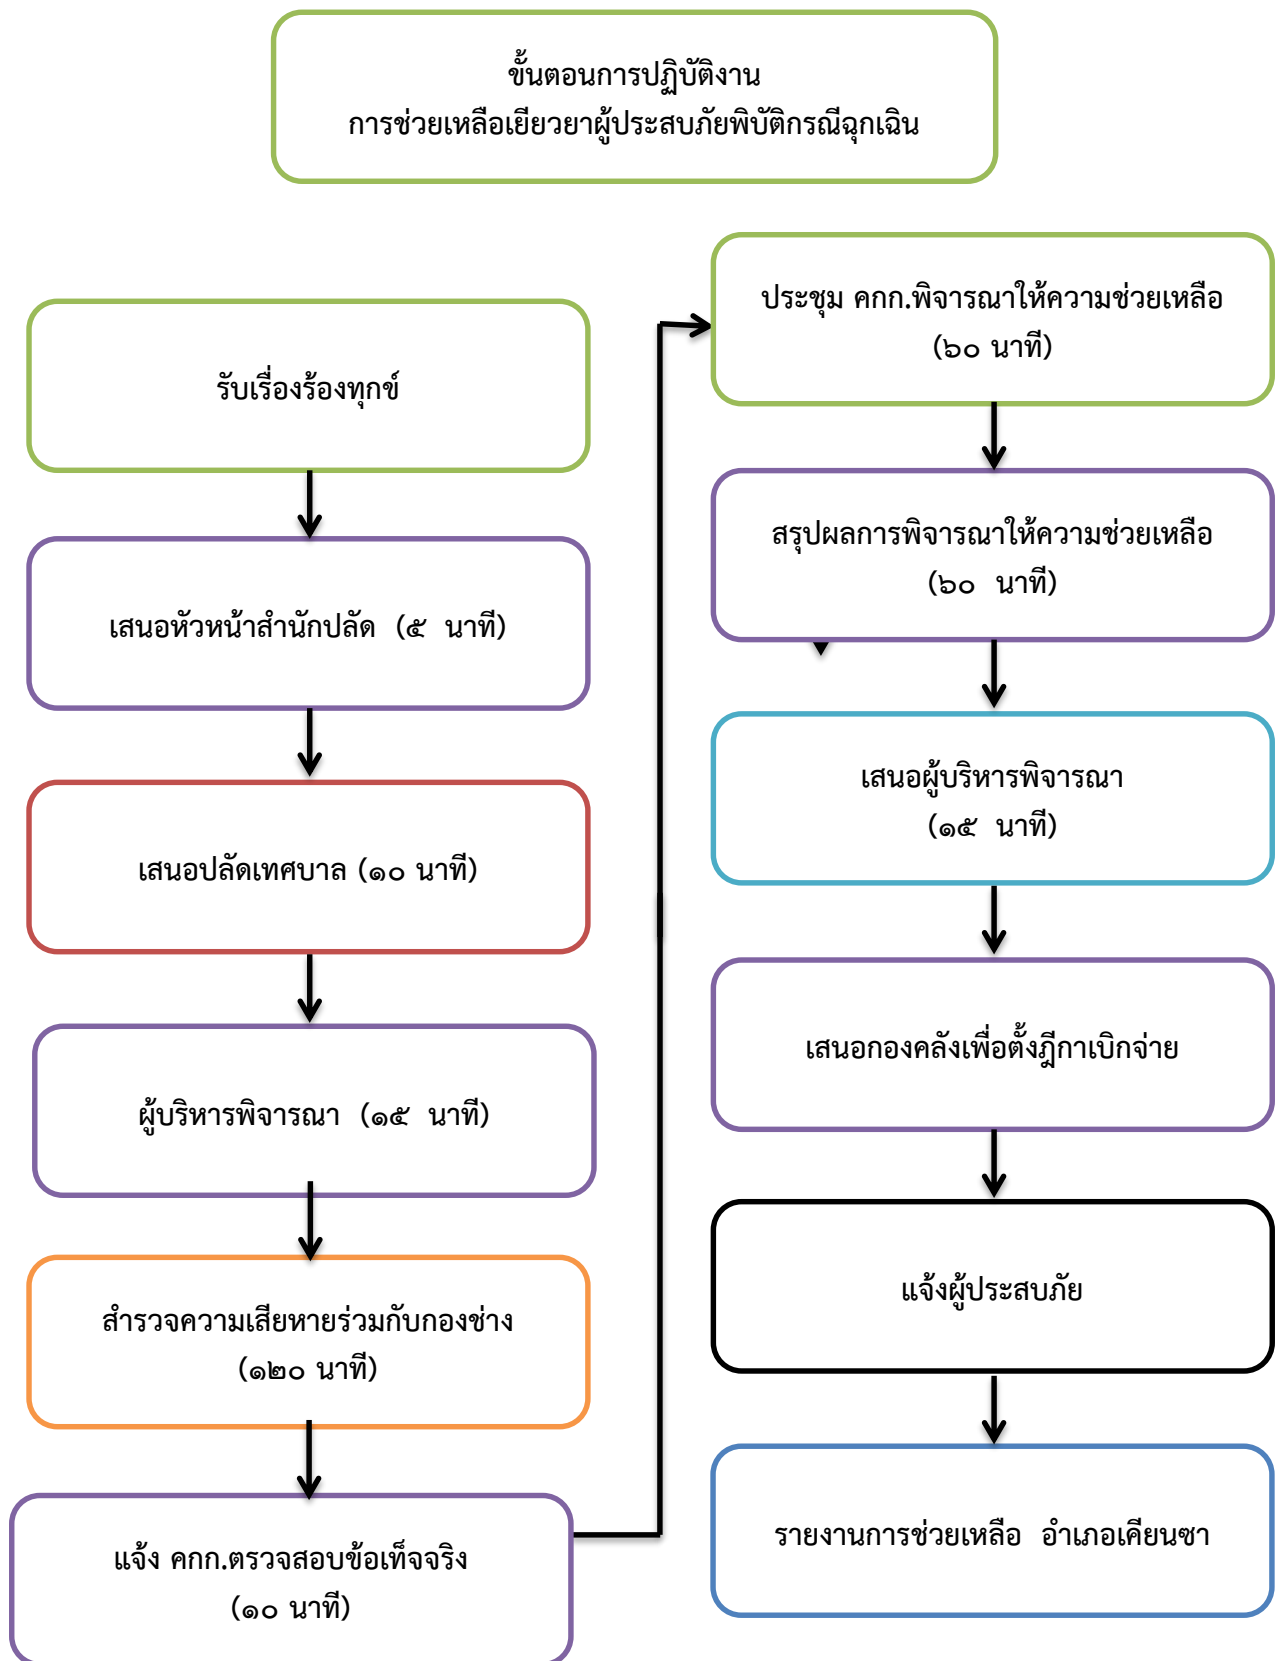 ขั้นตอนการปฏิบัติงาน
การช่วยเหลือเยียวยาผู้ประสบภัยพิบัติกรณีฉุกเฉิน
รับเรื่องร้องทุกข์
เสนอหัวหน้าสำนักปลัด (๕ นาที)
เสนอปลัดเทศบาล (๑๐ นาที)
ผู้บริหารพิจารณา (๑๕ นาที)
สำรวจความเสียหายร่วมกับกองช่าง
(๑๒๐ นาที)
แจ้ง คกก.ตรวจสอบข้อเท็จจริง
(๑๐ นาที)
ประชุม คกก.พิจารณาให้ความช่วยเหลือ
(๖๐ นาที)
สรุปผลการพิจารณาให้ความช่วยเหลือ
(๖๐ นาที)
เสนอผู้บริหารพิจารณา
(๑๕ นาที)
เสนอกองคลังเพื่อตั้งฎีกาเบิกจ่าย
แจ้งผู้ประสบภัย
รายงานการช่วยเหลือ อำเภอเคียนซา